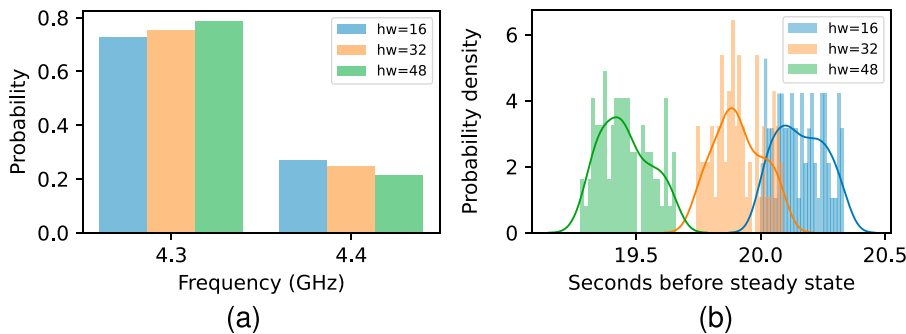 0.8
0.6
0.4
0.2
0.0
Probability
hw=16
hw=32
hw=48
4.3
4.4
Frequency (GHz)
(a)
6
4
2
0
Probability density
hw=16
hw=32
hw=48
19.5
20.0
20.5
Seconds before steady state
(b)